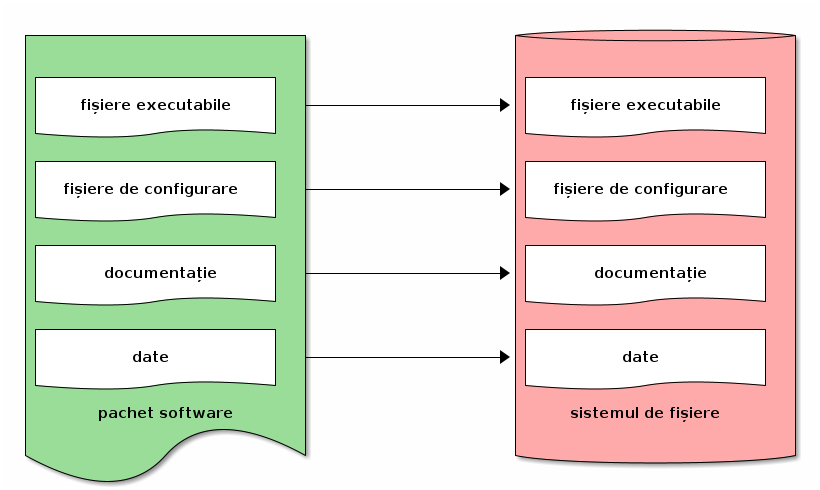 fișiere executabile
fișiere de configurare
documentație
date
pachet software
fișiere executabile
fișiere de configurare
documentație
date
sistemul de fișiere